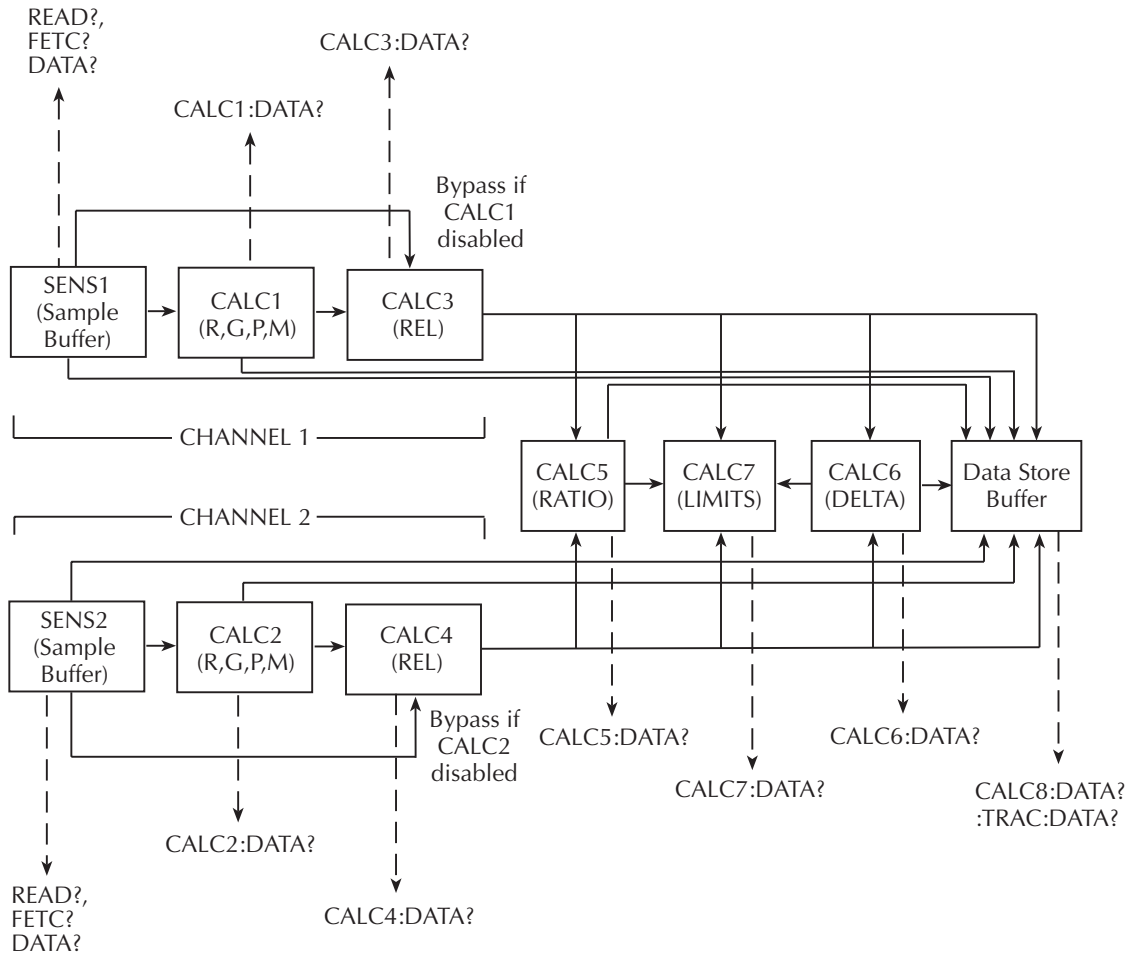 READ?,
FETC?
DATA?
CALC3:DATA?
CALC1:DATA?
Bypass if
CALC1
disabled
SENS1
(Sample
Buffer)
CALC1
(R,G,P,M)
CALC3
(REL)
CHANNEL 1
CALC5
(RATIO)
CALC7
(LIMITS)
CALC6
(DELTA)
Data Store
Buffer
CHANNEL 2
SENS2
(Sample
Buffer)
CALC2
(R,G,P,M)
CALC4
(REL)
Bypass if
CALC2
disabled
CALC5:DATA?
CALC6:DATA?
CALC7:DATA?
CALC8:DATA?
:TRAC:DATA?
CALC2:DATA?
READ?,
FETC?
DATA?
CALC4:DATA?